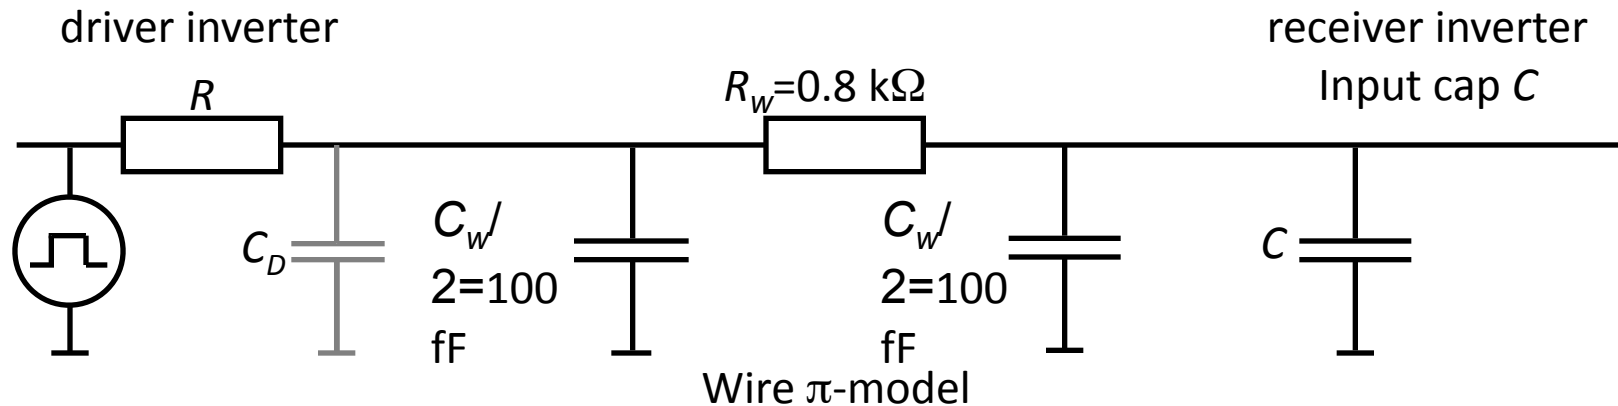 driver inverter
receiver inverter
R
R_w=0.8 kΩ
Input cap C
C_D
C_w/
2=100
fF
C_w/
2=100
fF
C
Wire π-model